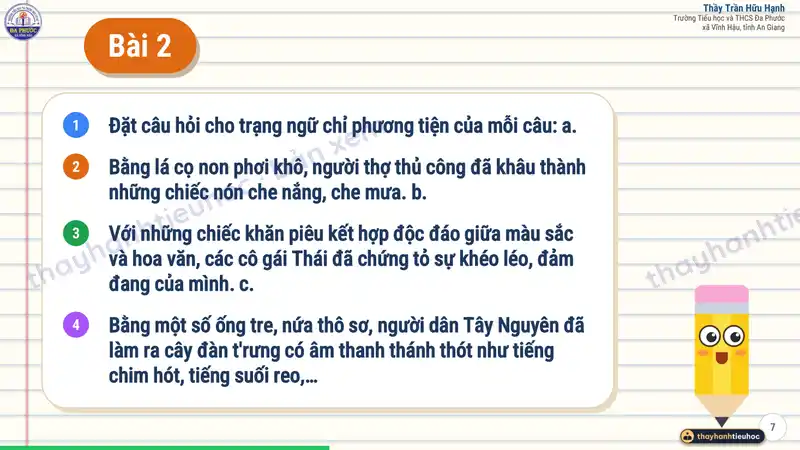 Thầy Trần Hữu Hạnh
Trường Tiểu học và THCS Đa Phước
xã Vĩnh Hậu, tỉnh An Giang
ĐA PHƯỚC
Bài 2
1 Đặt câu hỏi cho trạng ngữ chỉ phương tiện của mỗi câu: a.
2 Bằng lá cọ non phơi khô, người thợ thủ công đã khâu thành
những chiếc nón che nắng, che mưa. b.
3 Với những chiếc khăn piêu kết hợp độc đáo giữa màu sắc
và hoa văn, các cô gái Thái đã chứng tỏ sự khéo léo, đảm
đang của mình. c.
4 Bằng một số ống tre, nứa thô sơ, người dân Tây Nguyên đã
làm ra cây đàn t'rưng có âm thanh thánh thót như tiếng
chim hót, tiếng suối reo,...
thayhanhtieuhoc - bản xem
thayhanhtie
7
thayhanhtieuhoc